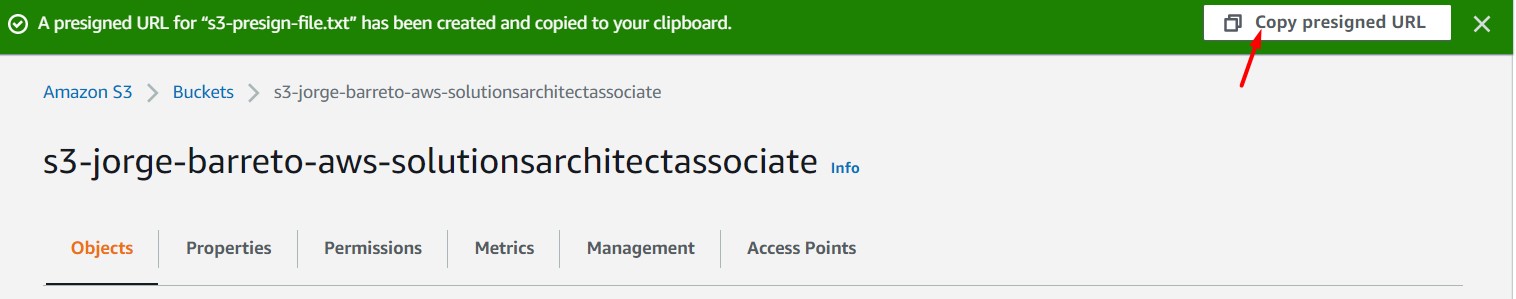 A presigned URL for “s3-presign-file.txt” has been created and copied to your clipboard. Copy presigned URL
Amazon S3 Buckets s3-jorge-barreto-aws-solutionsarchitectassociate
s3-jorge-barreto-aws-solutionsarchitectassociate Info
Objects Properties Permissions Metrics Management Access Points